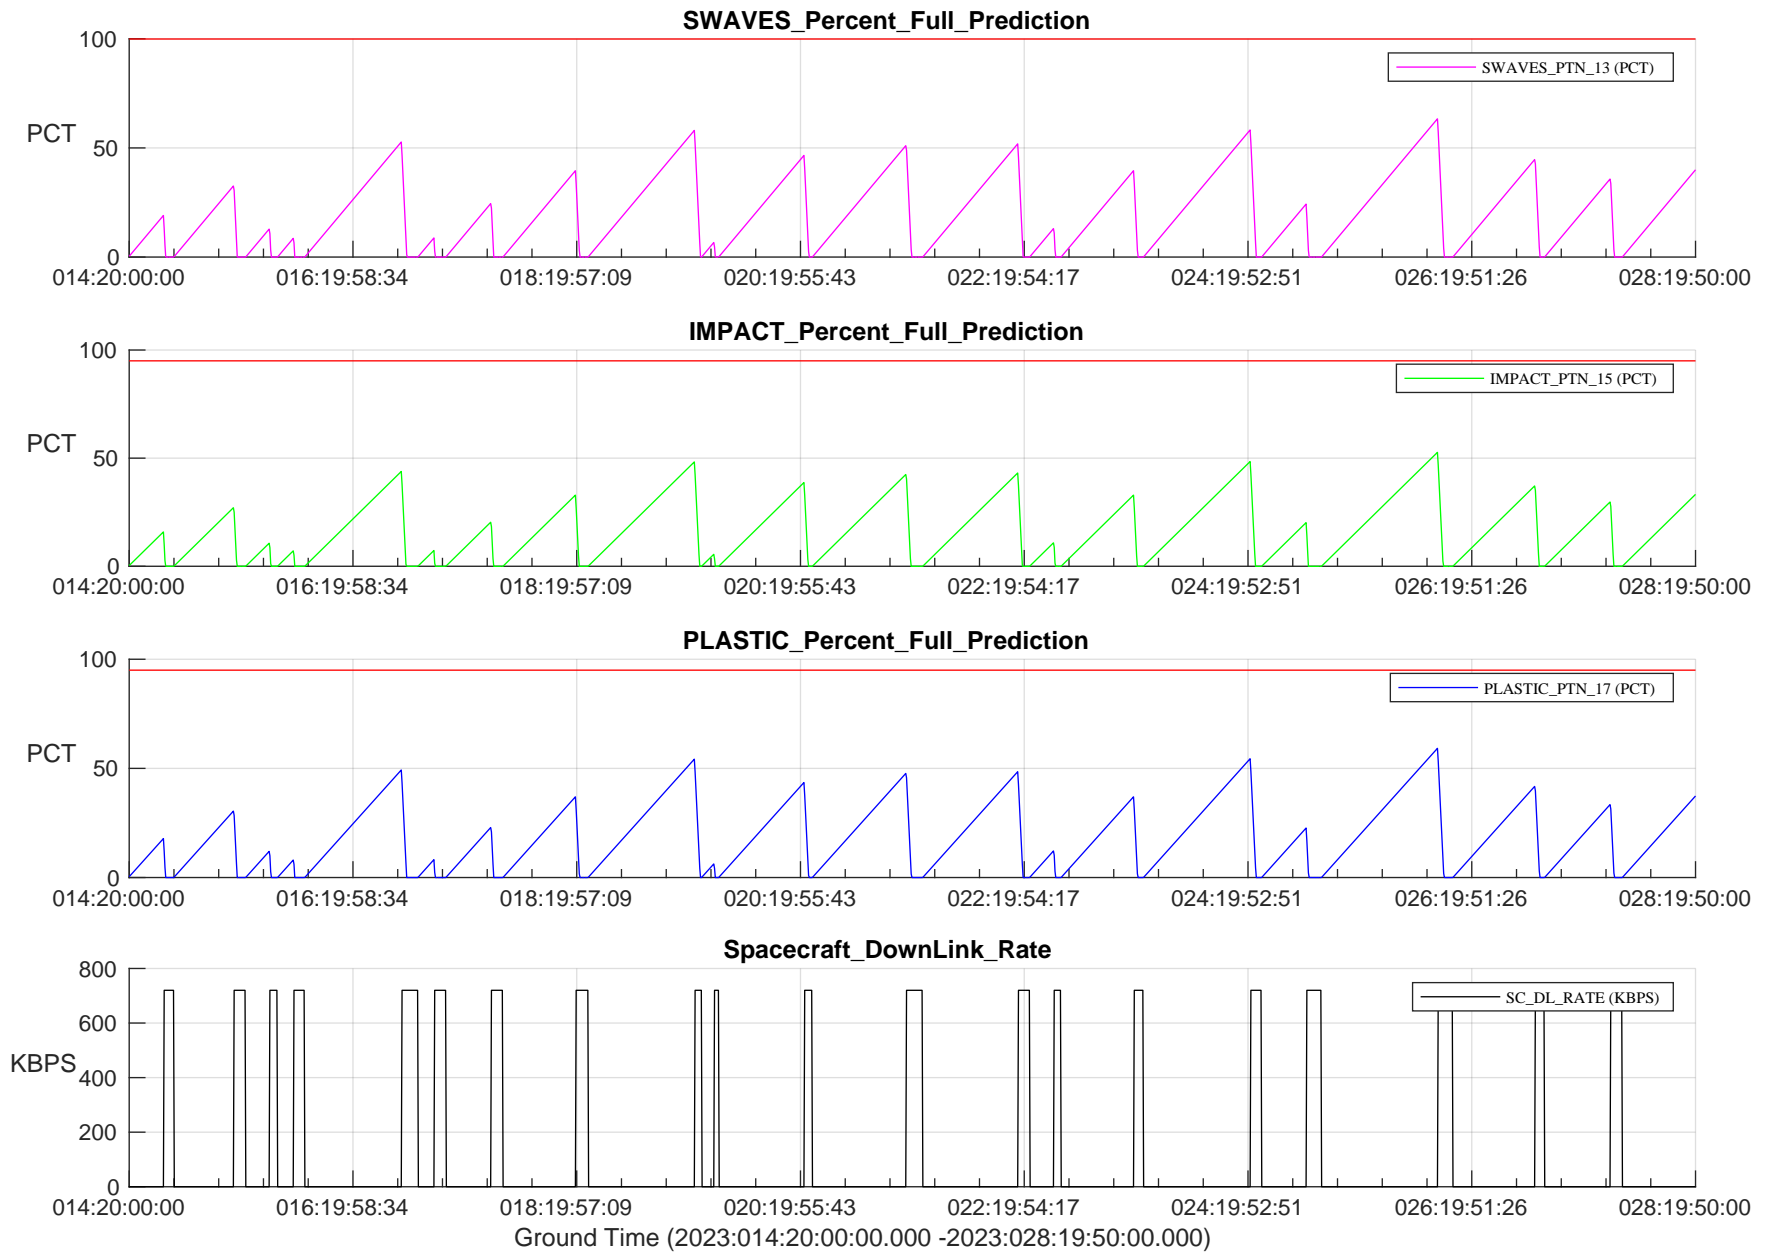 SWAVES_Percent_Full_Prediction
100
SWAVES_PTN_13 (PCT)
PCT
50
0
014:20:00:00 016:19:58:34 018:19:57:09 020:19:55:43 022:19:54:17 024:19:52:51 026:19:51:26 028:19:50:00
IMPACT_Percent_Full_Prediction
100
IMPACT_PTN_15 (PCT)
PCT
50
0
014:20:00:00 016:19:58:34 018:19:57:09 020:19:55:43 022:19:54:17 024:19:52:51 026:19:51:26 028:19:50:00
PLASTIC_Percent_Full_Prediction
100
PLASTIC_PTN_17 (PCT)
PCT
50
0
014:20:00:00 016:19:58:34 018:19:57:09 020:19:55:43 022:19:54:17 024:19:52:51 026:19:51:26 028:19:50:00
Spacecraft_DownLink_Rate
800
SC_DL_RATE (KBPS)
600
KBPS
400
200
0
014:20:00:00 016:19:58:34 018:19:57:09 020:19:55:43 022:19:54:17 024:19:52:51 026:19:51:26 028:19:50:00
Ground Time (2023:014:20:00:00.000 -2023:028:19:50:00.000)